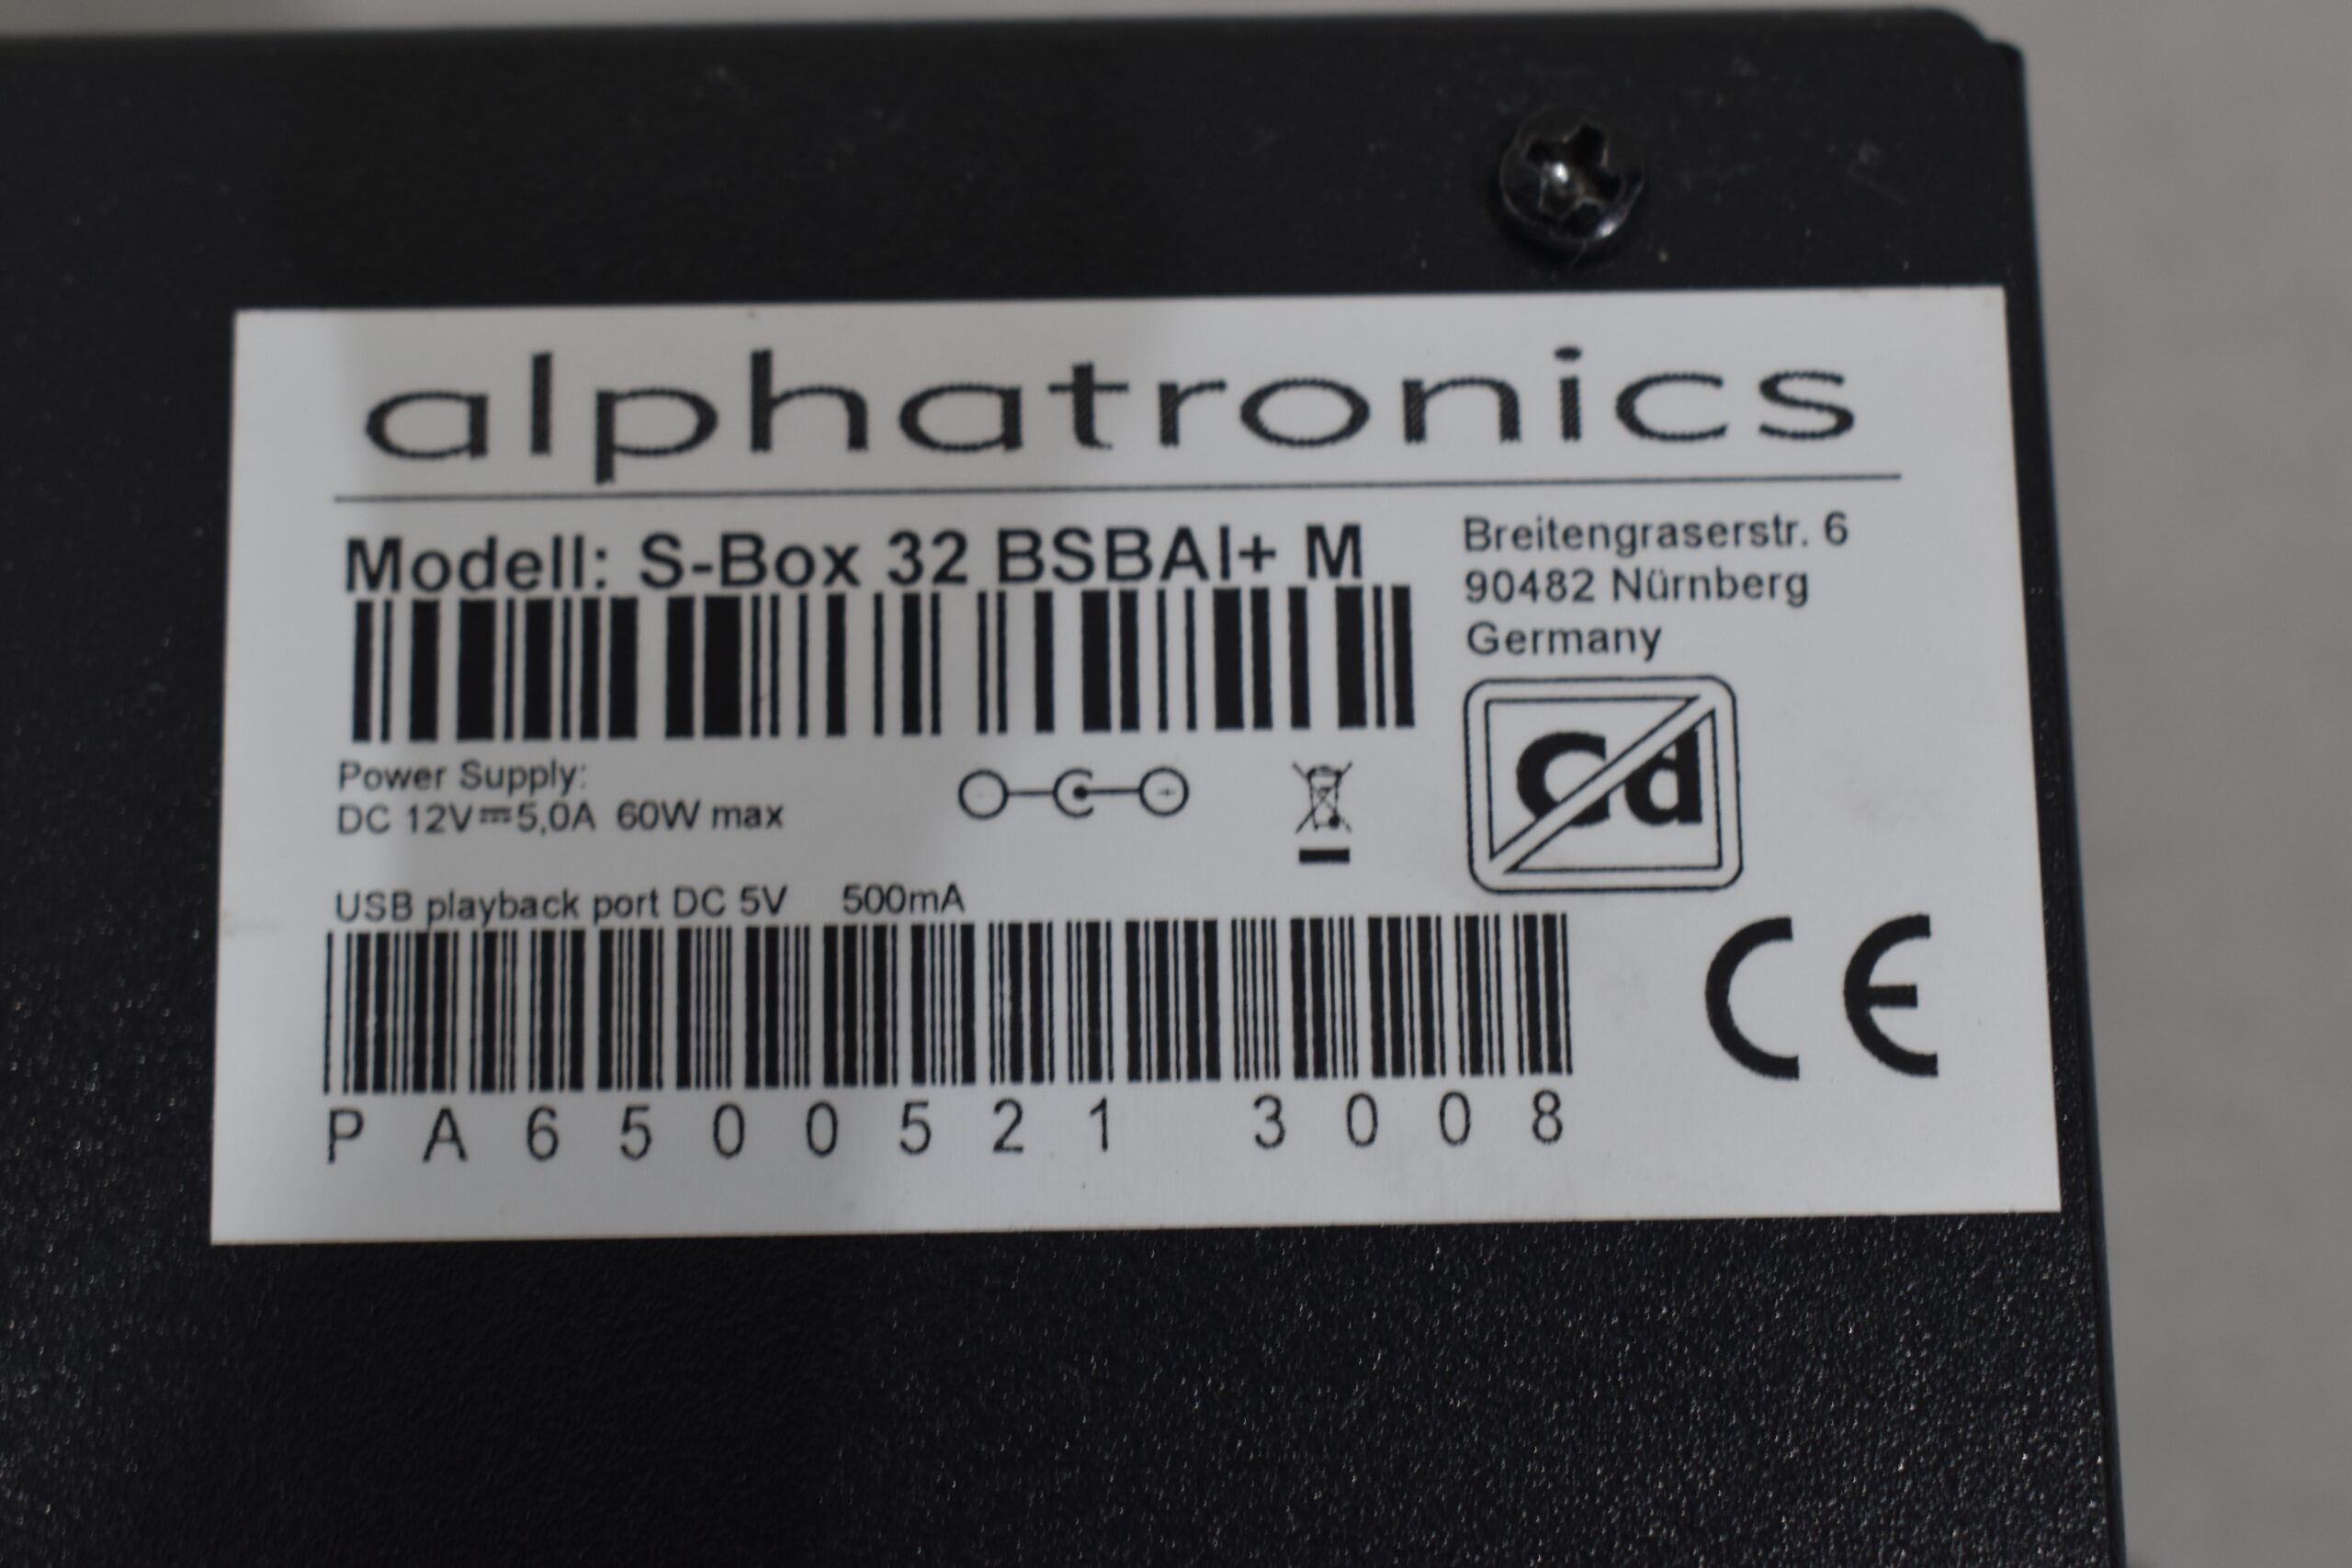 alphatronics
Modell: S-Box 32 BSBAI+ M
Breitengraserstr. 6
90482 Nürnberg
Germany
Power Supply:
DC 12V⎓5,0A 60W max
Cd
USB playback port DC 5V 500mA
CE
PA6500521 3008